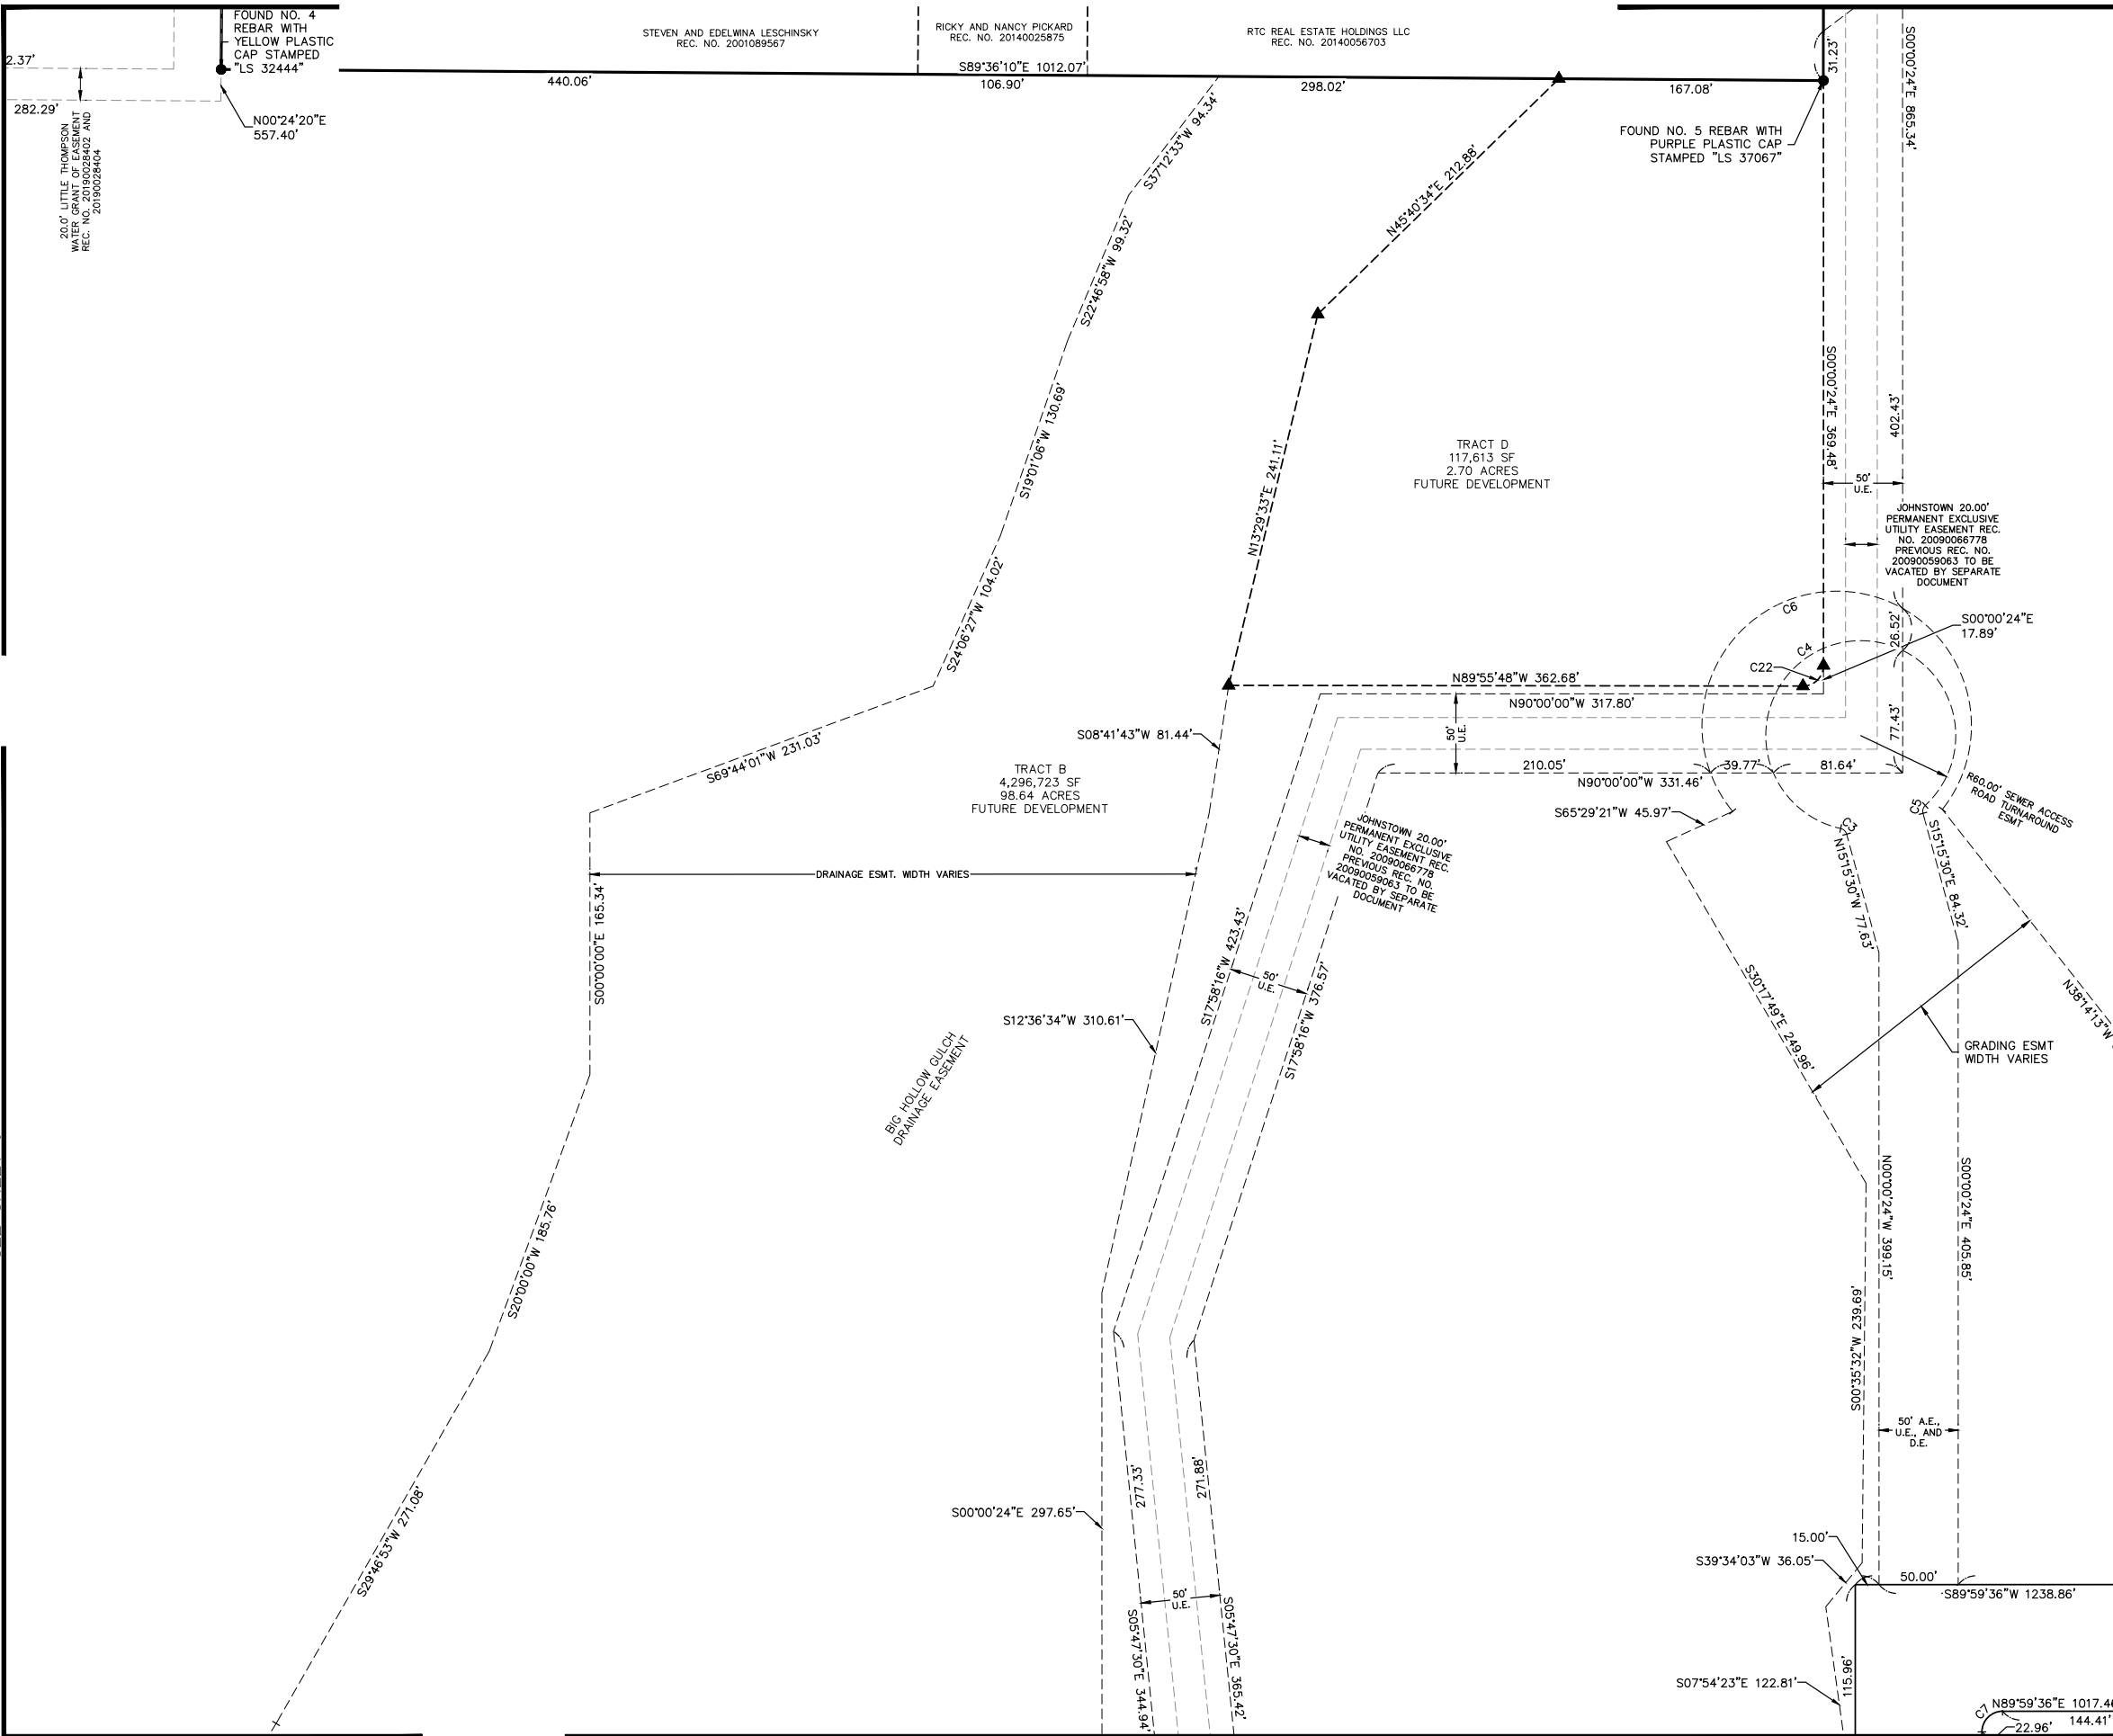 FOUND NO. 4
REBAR WITH
YELLOW PLASTIC
CAP STAMPED
"LS 32444"
2.37'
282.29'
N00°24'20"E
557.40'
20.0' LITTLE THOMPSON
WATER GRANT OF EASEMENT
REC. NO. 20190028402 AND
20190028404
STEVEN AND EDELWINA LESCHINSKY
REC. NO. 2001089567
RICKY AND NANCY PICKARD
REC. NO. 20140025875
RTC REAL ESTATE HOLDINGS LLC
REC. NO. 20140056703
S89°36'10"E 1012.07'
440.06'
106.90'
298.02'
167.08'
31.23'
S00°00'24"E 865.34'
FOUND NO. 5 REBAR WITH
PURPLE PLASTIC CAP
STAMPED "LS 37067"
S37°12'33"W 94.34'
N45°40'34"E 212.88'
S22°46'58"W 99.32'
S19°01'06"W 130.69'
N13°29'33"E 241.11'
S00°00'24"E 369.48'
402.43'
TRACT D
117,613 SF
2.70 ACRES
FUTURE DEVELOPMENT
50'
U.E.
JOHNSTOWN 20.00'
PERMANENT EXCLUSIVE
UTILITY EASEMENT REC.
NO. 20090066778
PREVIOUS REC. NO.
20090059063 TO BE
VACATED BY SEPARATE
DOCUMENT
S24°06'27"W 104.02'
C6
C4
C22
26.52'
S00°00'24"E
17.89'
N89°55'48"W 362.68'
N90°00'00"W 317.80'
S69°44'01"W 231.03'
S08°41'43"W 81.44'
50'
U.E.
77.43'
210.05'
39.77'
81.64'
N90°00'00"W 331.46'
TRACT B
4,296,723 SF
98.64 ACRES
FUTURE DEVELOPMENT
R60.00' SEWER ACCESS
ROAD TURNAROUND
ESMT
S65°29'21"W 45.97'
C5
C3
JOHNSTOWN 20.00'
PERMANENT EXCLUSIVE
UTILITY EASEMENT REC.
NO. 20090066778
PREVIOUS REC. NO.
20090059063 TO BE
VACATED BY SEPARATE
DOCUMENT
DRAINAGE ESMT. WIDTH VARIES
N15°15'30"W 77.63'
S15°15'30"E 84.32'
S00°00'00"E 165.34'
S17°58'16"W 423.43'
50'
U.E.
S17°58'16"W 376.57'
S30°17'49"E 249.96'
N38°14'13"W
S12°36'34"W 310.61'
GRADING ESMT
WIDTH VARIES
BIG HOLLOW GULCH
DRAINAGE EASEMENT
S20°00'00"W 185.76'
N00°00'24"W 399.15'
S00°00'24"E 405.85'
S00°35'32"W 239.69'
50' A.E.,
U.E., AND
D.E.
277.33'
271.88'
S29°46'53"W 271.08'
S00°00'24"E 297.65'
15.00'
S39°34'03"W 36.05'
50.00'
S89°59'36"W 1238.86'
50'
U.E.
S05°47'30"E 344.94'
S05°47'30"E 365.42'
S07°54'23"E 122.81'
115.96'
C7
N89°59'36"E 1017.46
144.41'
22.96'